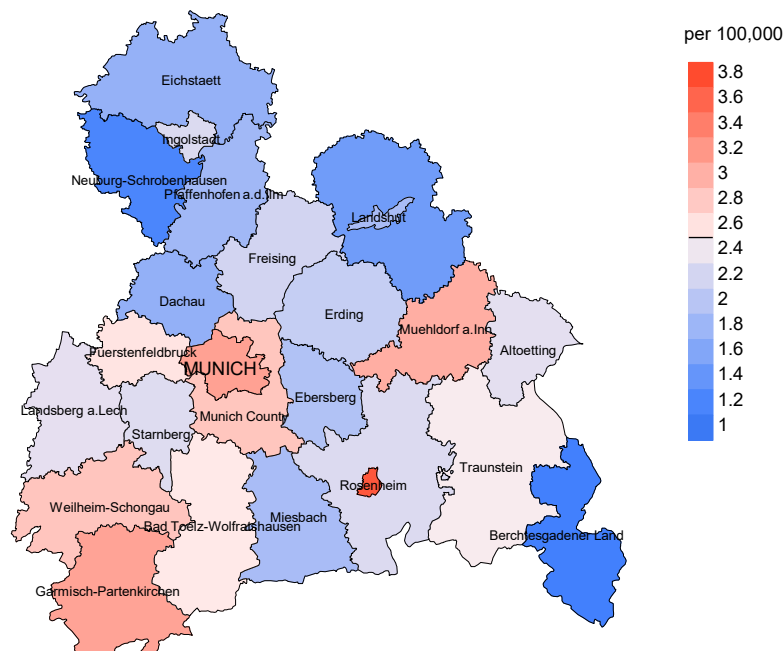 per 100,000
3.8
3.6
3.4
3.2
3
2.8
2.6
2.4
2.2
2
1.8
1.6
1.4
1.2
1
Eichstaett
Ingolstadt
Neuburg-Schrobenhausen
Pfaffenhofen a.d.Ilm
Landshut
Freising
Dachau
Erding
Muehldorf a.Inn
Fuerstenfeldbruck
Altoetting
MUNICH
Ebersberg
Landsberg a.Lech
Munich County
Starnberg
Traunstein
Rosenheim
Weilheim-Schongau
Miesbach
Bad Toelz-Wolfratshausen
Berchtesgadener Land
Garmisch-Partenkirchen